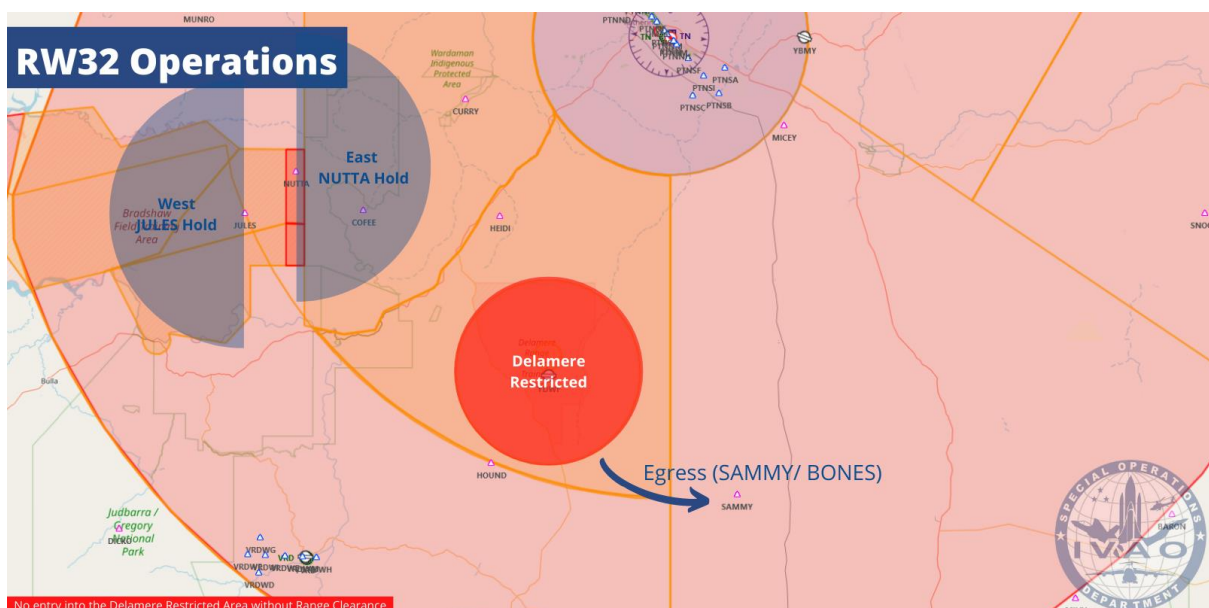 MUNRO
RW32 Operations
Wardaman
Indigenous
Protected
Area
CURRY
PTNND
TN
TN
YBMY
PTNSF
PTNSA
PTNSI
PTNSC
PTNSB
MICEY
East
NUTTA Hold
NUTTA
COFEE
West
JULES Hold
Bradshaw
Area
JULES
HEIDI
Delamere
Restricted
Bulla
HOUND
Egress (SAMMY/ BONES)
SAMMY
Judbarra /
Gregory
National
Park
VRDWG
VRD
VRDWD
SPECIAL OPERATIONS
IVAO
DEPARTMENT
BARON
No entry into the Delamere Restricted Area without Range Clearance